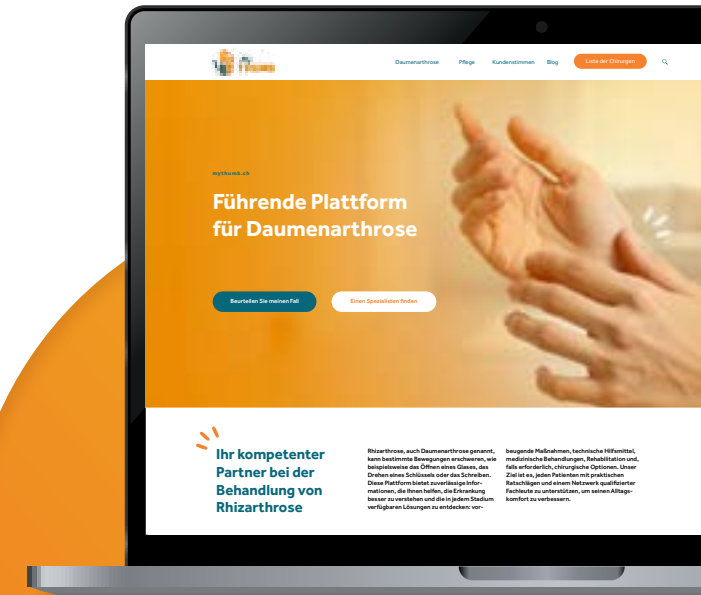 Daumenarthrose Pflege Kundenstimmen Blog Liste der Chirurgen
mythumb.ch
Führende Plattform
für Daumenarthrose
Beurteilen Sie meinen Fall
Einen Spezialisten finden
Ihr kompetenter
Partner bei der
Behandlung von
Rhizarthrose
Rhizarthrose, auch Daumenarthrose genannt,
kann bestimmte Bewegungen erschweren, wie
beispielsweise das Öffnen eines Glases, das
Drehen eines Schlüssels oder das Schreiben.
Diese Plattform bietet zuverlässige Infor-
mationen, die Ihnen helfen, die Erkrankung
besser zu verstehen und die in jedem Stadium
verfügbaren Lösungen zu entdecken: vor-
beugende Maßnahmen, technische Hilfsmittel,
medizinische Behandlungen, Rehabilitation und,
falls erforderlich, chirurgische Optionen. Unser
Ziel ist es, jeden Patienten mit praktischen
Ratschlägen und einem Netzwerk qualifizierter
Fachleute zu unterstützen, um seinen Alltags-
komfort zu verbessern.